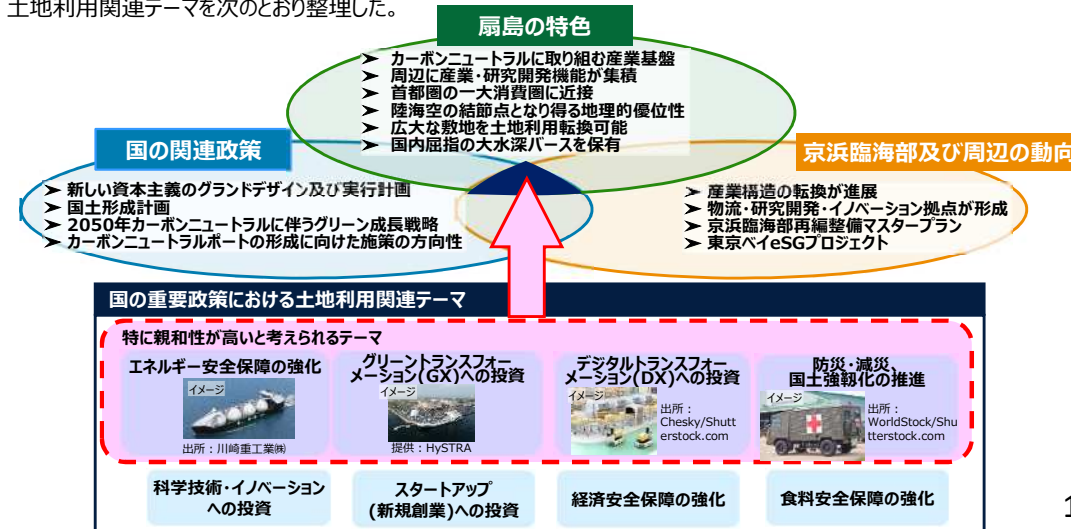 土地利用関連テーマを次のとおり整理した。
扇島の特色
➤ カーボンニュートラルに取り組む産業基盤
➤ 周辺に産業・研究開発機能が集積
➤ 首都圏の一大消費圏に近接
➤ 陸海空の結節点となり得る地理的優位性
➤ 広大な敷地を土地利用転換可能
➤ 国内屈指の大水深バースを保有
国の関連政策
➤ 新しい資本主義のグランドデザイン及び実行計画
➤ 国土形成計画
➤ 2050年カーボンニュートラルに伴うグリーン成長戦略
➤ カーボンニュートラルポートの形成に向けた施策の方向性
京浜臨海部及び周辺の動向
➤ 産業構造の転換が進展
➤ 物流・研究開発・イノベーション拠点が形成
➤ 京浜臨海部再編整備マスタープラン
➤ 東京ベイeSGプロジェクト
国の重要政策における土地利用関連テーマ
特に親和性が高いと考えられるテーマ
エネルギー安全保障の強化
イメージ
出所：川崎重工業㈱
グリーントランスフォー
メーション(GX)への投資
イメージ
提供：HySTRA
デジタルトランスフォー
メーション(DX)への投資
イメージ
出所：
Chesky/Shutt
erstock.com
防災・減災、
国土強靱化の推進
イメージ
出所：
WorldStock/Shu
tterstock.com
科学技術・イノベーション
への投資
スタートアップ
(新規創業)への投資
経済安全保障の強化
食料安全保障の強化